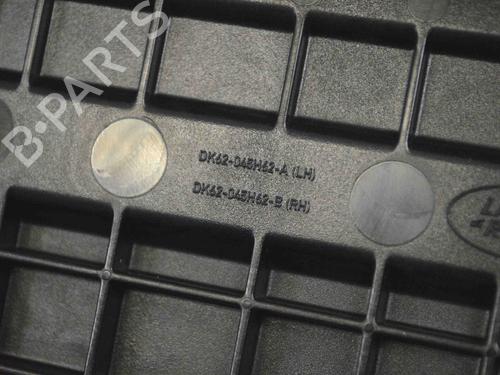 B·PARTS
DK62-045H62-A (LH)
DK62-045H62-B (RH)